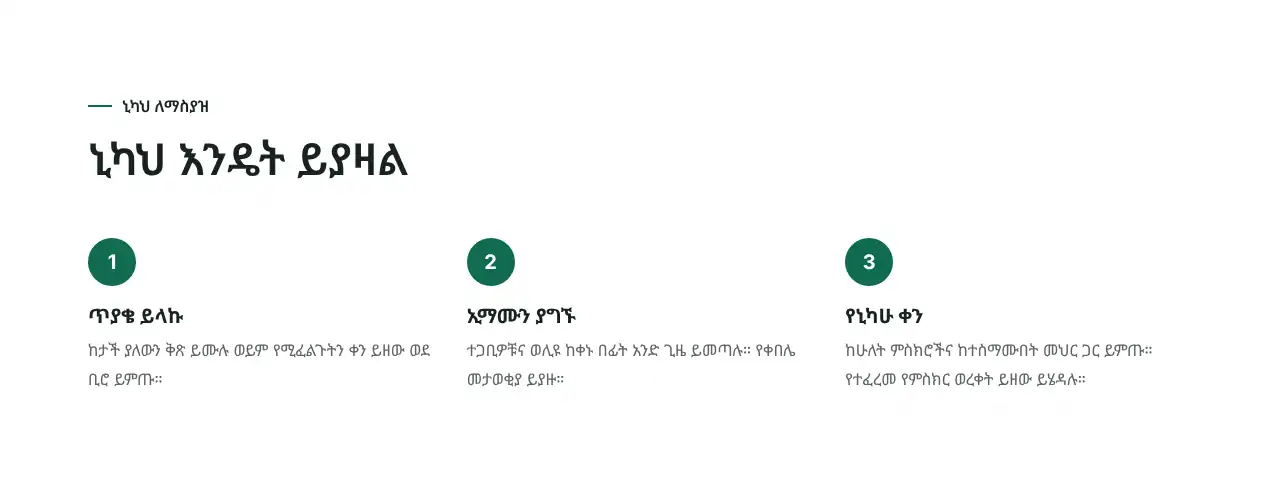 ኒካህ ለማስያዝ
ኒካህ እንዴት ይያዛል
1
ጥያቄ ይላኩ
ከታች ያለውን ቅጽ ይሙሉ ወይም የሚፈልጉትን ቀን ይዘው ወደ
ቢሮ ይምጡ።
2
ኢማሙን ያግኙ
ተጋቢዎቹና ወሊዩ ከቀኑ በፊት አንድ ጊዜ ይመጣሉ። የቀበሌ
መታወቂያ ይያዙ።
3
የኒካሁ ቀን
ከሁለት ምስክሮችና ከተስማሙበት መህር ጋር ይምጡ።
የተፈረመ የምስክር ወረቀት ይዘው ይሄዳሉ።